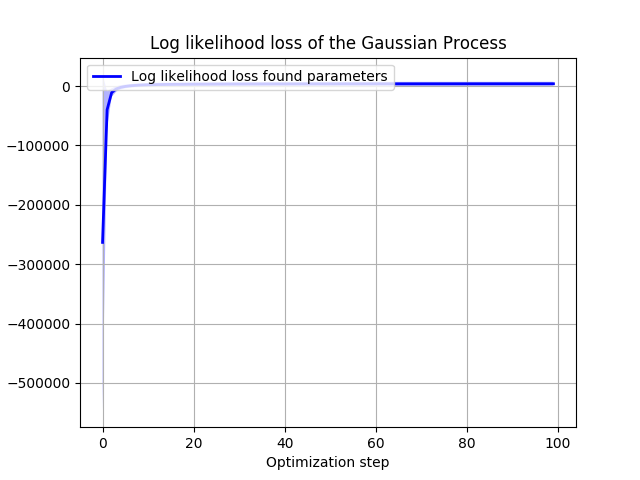 Log likelihood loss of the Gaussian Process
Log likelihood loss found parameters
0
−100000
−200000
−300000
−400000
−500000
0 20 40 60 80 100
Optimization step